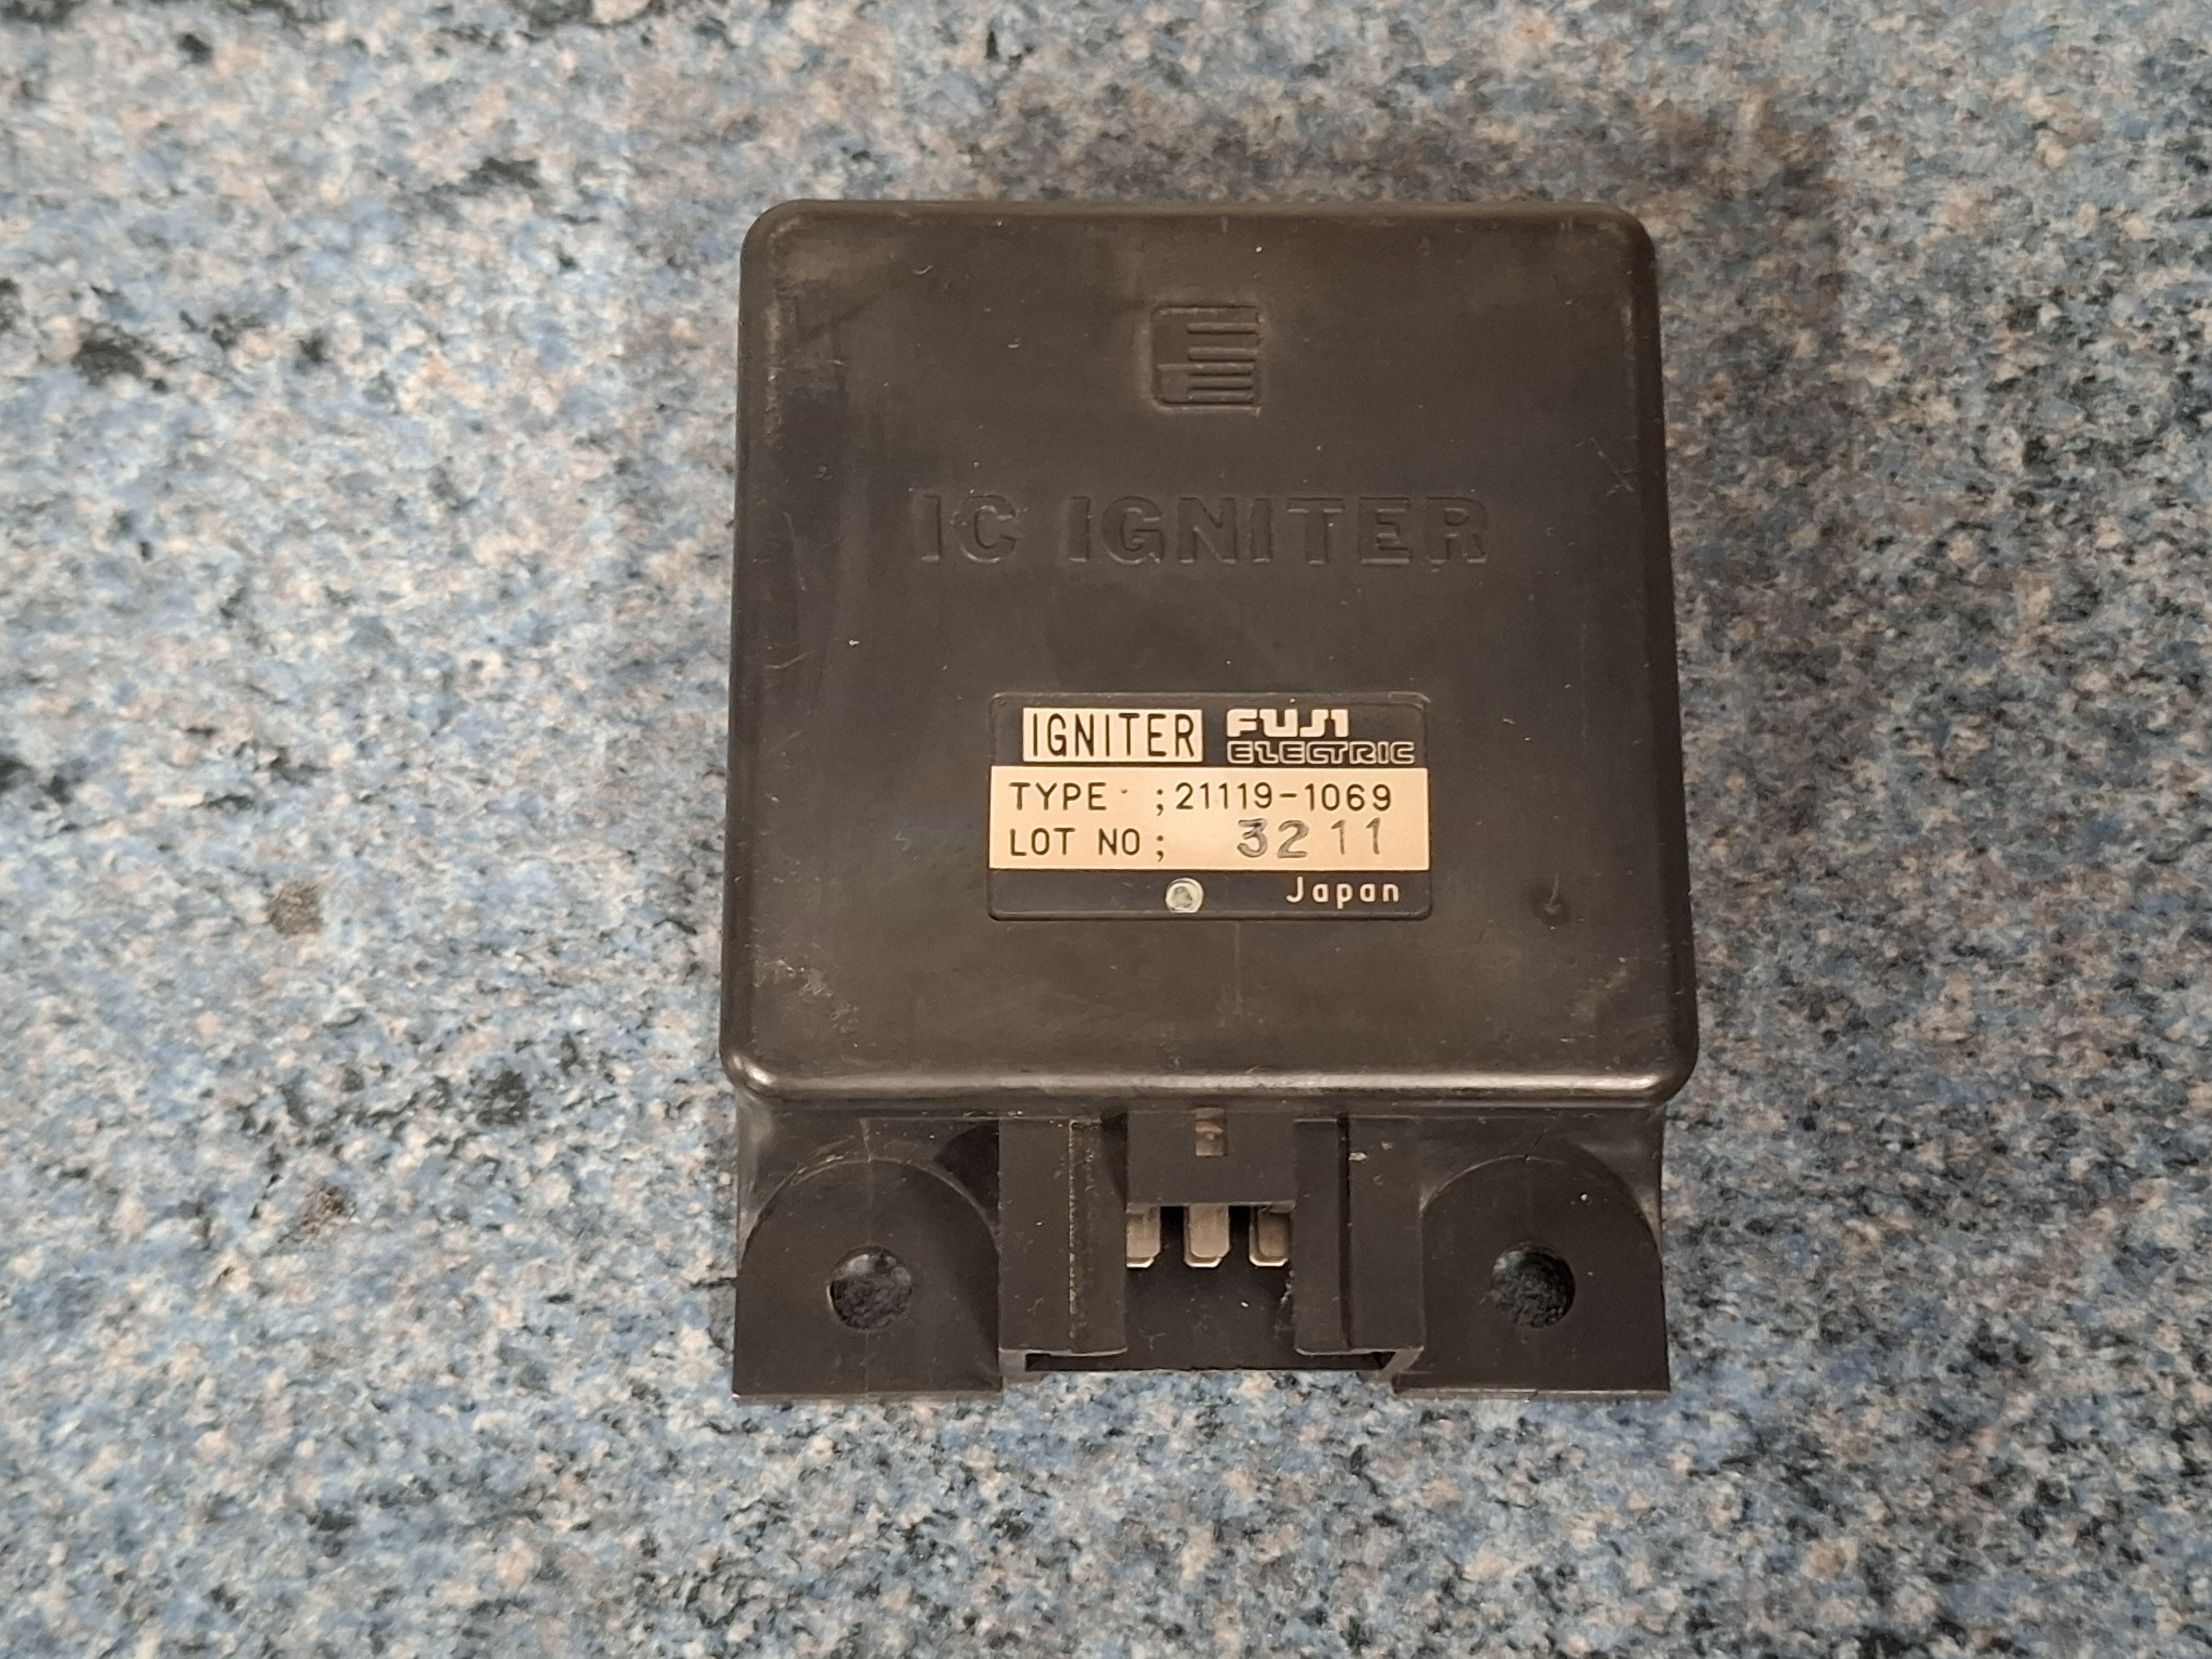 IC IGNITER
IGNITER FUJI ELECTRIC
TYPE ;21119-1069
LOT NO; 3211
Japan